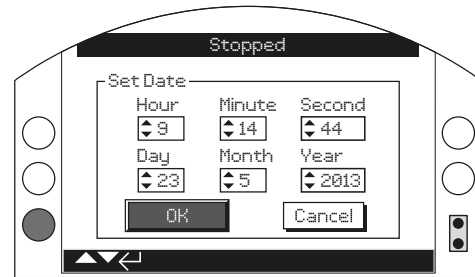 Stopped
Set Date
Hour Minute Second
9 14 44
Day Month Year
23 5 2013
OK Cancel